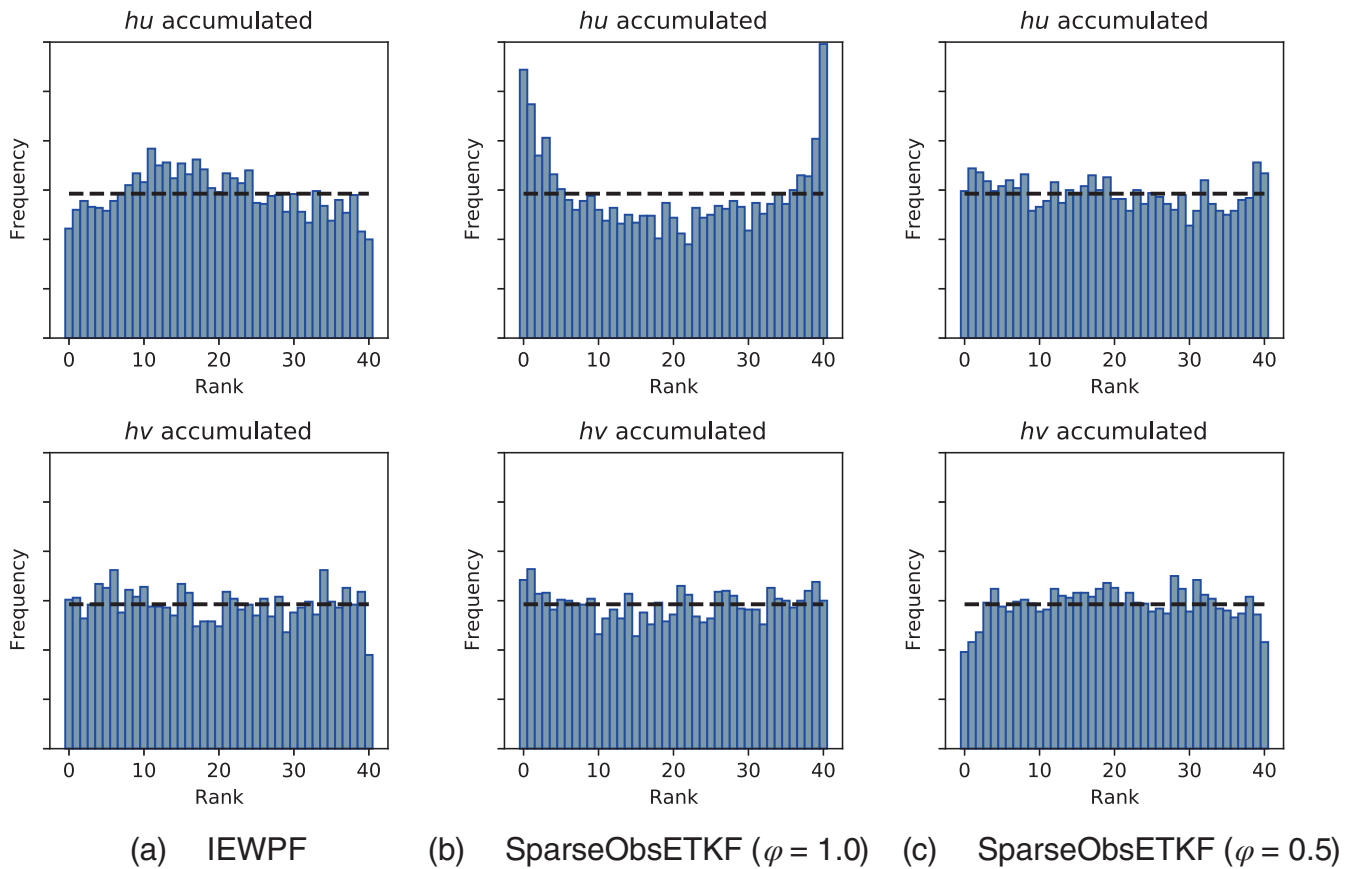 hu accumulated
Frequency
0 10 20 30 40
Rank
hu accumulated
Frequency
0 10 20 30 40
Rank
hu accumulated
Frequency
0 10 20 30 40
Rank
hv accumulated
Frequency
0 10 20 30 40
Rank
hv accumulated
Frequency
0 10 20 30 40
Rank
hv accumulated
Frequency
0 10 20 30 40
Rank
(a) IEWPF
(b) SparseObsETKF (φ = 1.0)
(c) SparseObsETKF (φ = 0.5)